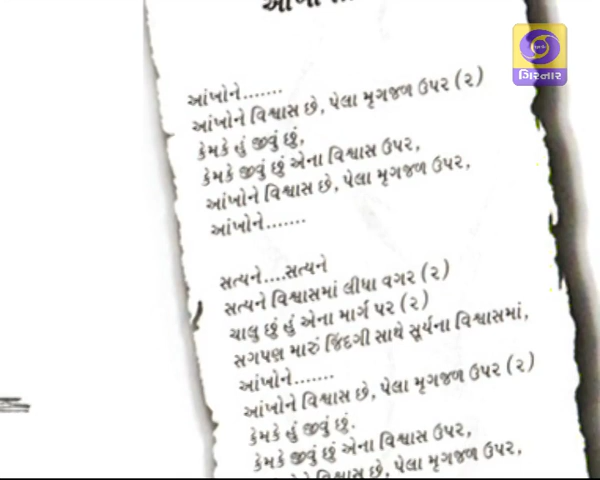 ગિરનાર
આંખોને.......
આંખોને વિશ્વાસ છે, પેલા મૃગજળ ઉપર (૨)
કેમકે હું જીવું છું,
કેમકે જીવું છું એના વિશ્વાસ ઉપર,
આંખોને વિશ્વાસ છે, પેલા મૃગજળ ઉપર,
આંખોને.......
સત્યને....સત્યને
સત્યને વિશ્વાસમાં લીધા વગર (૨)
ચાલુ છું હું એના માર્ગ પર (૨)
સગપણ મારું જિંદગી સાથે સૂર્યના વિશ્વાસમાં,
આંખોને.......
આંખોને વિશ્વાસ છે, પેલા મૃગજળ ઉપર (૨)
કેમકે હું જીવું છું.
કેમકે જીવું છું એના વિશ્વાસ ઉપર,
વિશ્વાસ છે, પેલા મૃગજળ ઉપર,